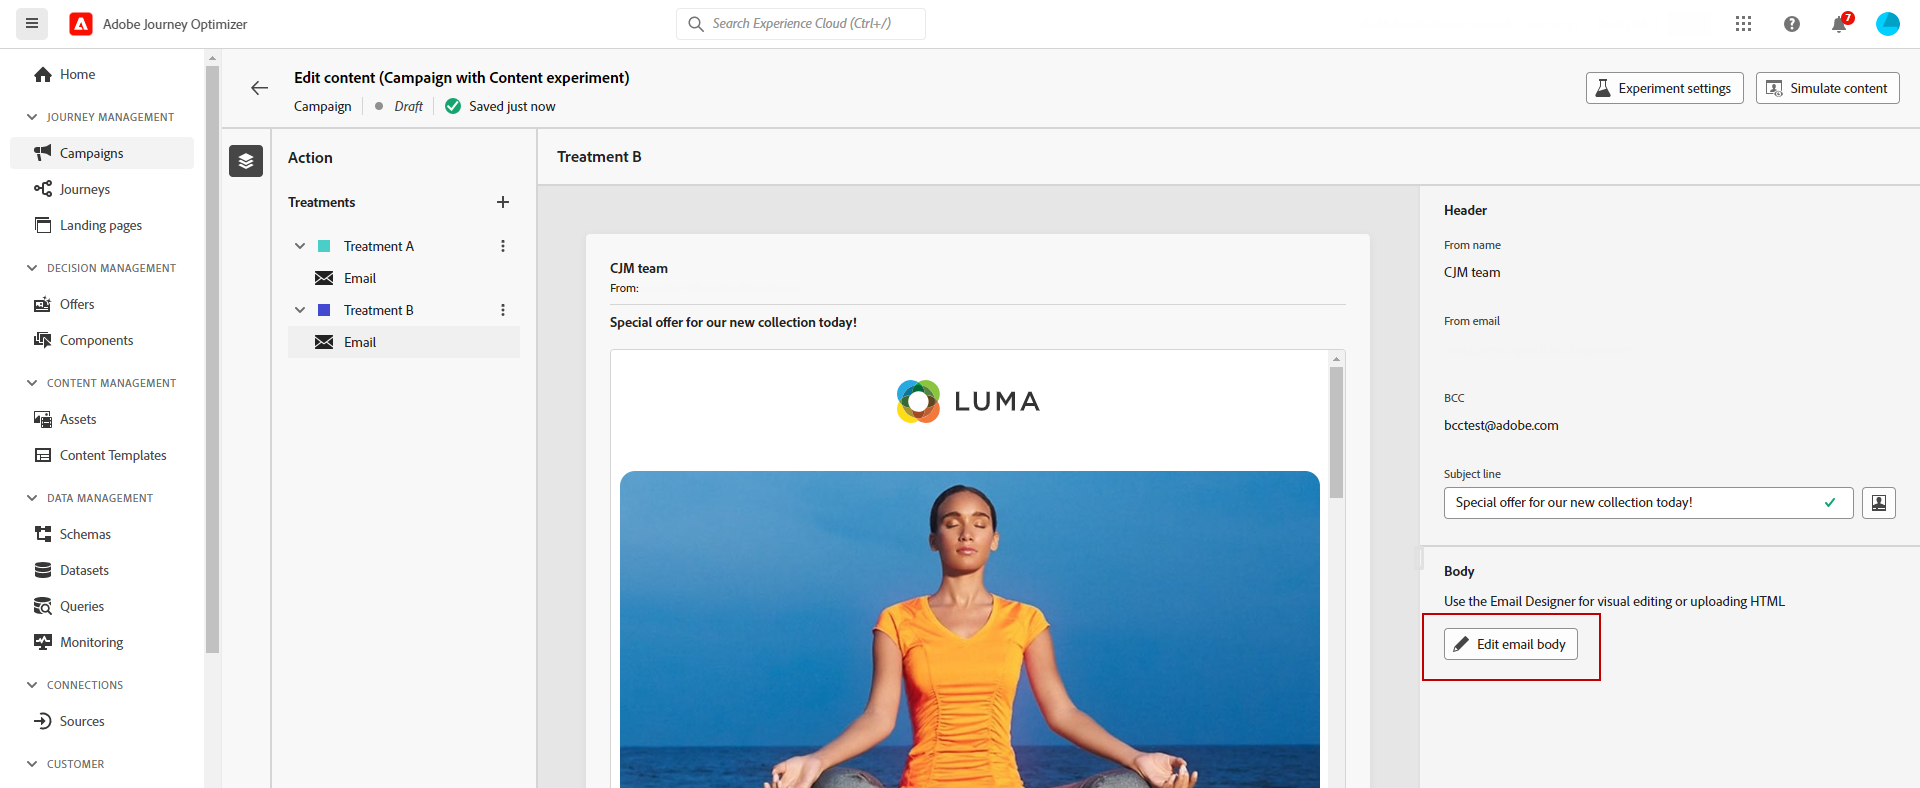 Adobe Journey Optimizer
Search Experience Cloud (Ctrl+/)
7
Home
JOURNEY MANAGEMENT
Campaigns
Journeys
Landing pages
DECISION MANAGEMENT
Offers
Components
CONTENT MANAGEMENT
Assets
Content Templates
DATA MANAGEMENT
Schemas
Datasets
Queries
Monitoring
CONNECTIONS
Sources
CUSTOMER
Edit content (Campaign with Content experiment)
Campaign
Draft
Saved just now
Experiment settings
Simulate content
Action
Treatments
Treatment A
Email
Treatment B
Email
Treatment B
CJM team
From:
Special offer for our new collection today!
LUMA
Header
From name
CJM team
From email
BCC
bcctest@adobe.com
Subject line
Special offer for our new collection today!
Body
Use the Email Designer for visual editing or uploading HTML
Edit email body